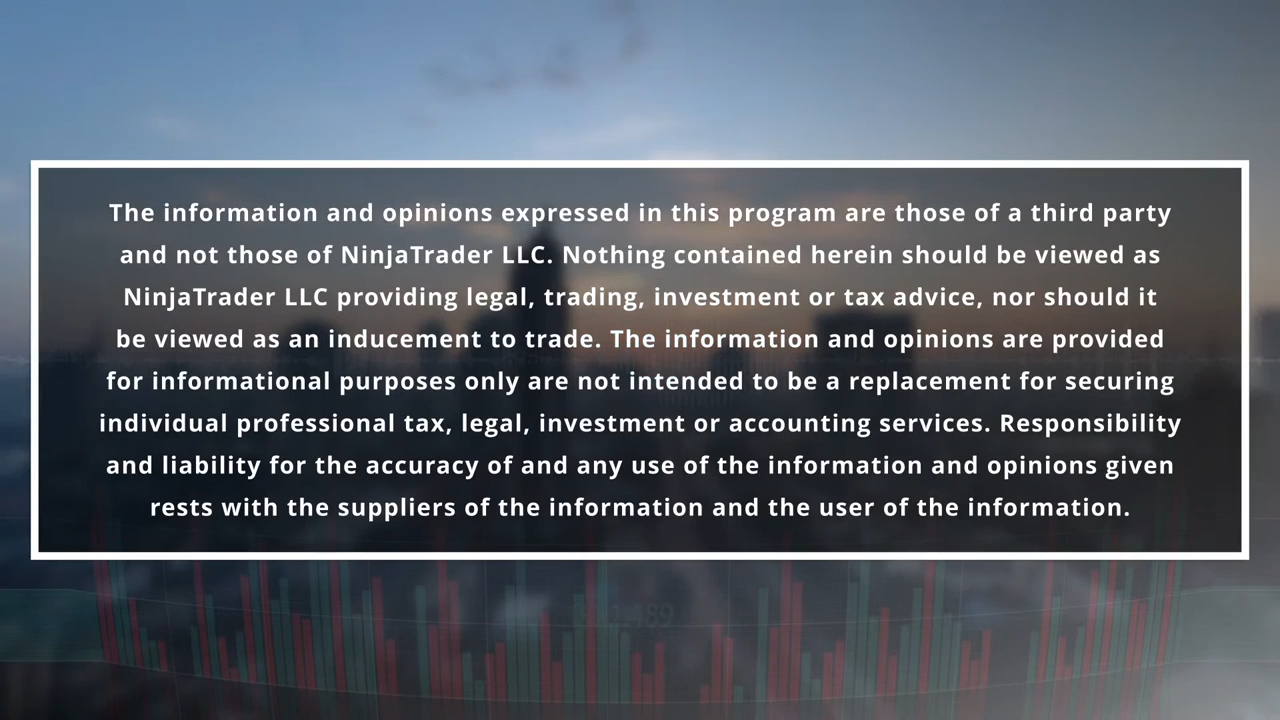 The information and opinions expressed in this program are those of a third party
and not those of NinjaTrader LLC. Nothing contained herein should be viewed as
NinjaTrader LLC providing legal, trading, investment or tax advice, nor should it
be viewed as an inducement to trade. The information and opinions are provided
for informational purposes only are not intended to be a replacement for securing
individual professional tax, legal, investment or accounting services. Responsibility
and liability for the accuracy of and any use of the information and opinions given
rests with the suppliers of the information and the user of the information.